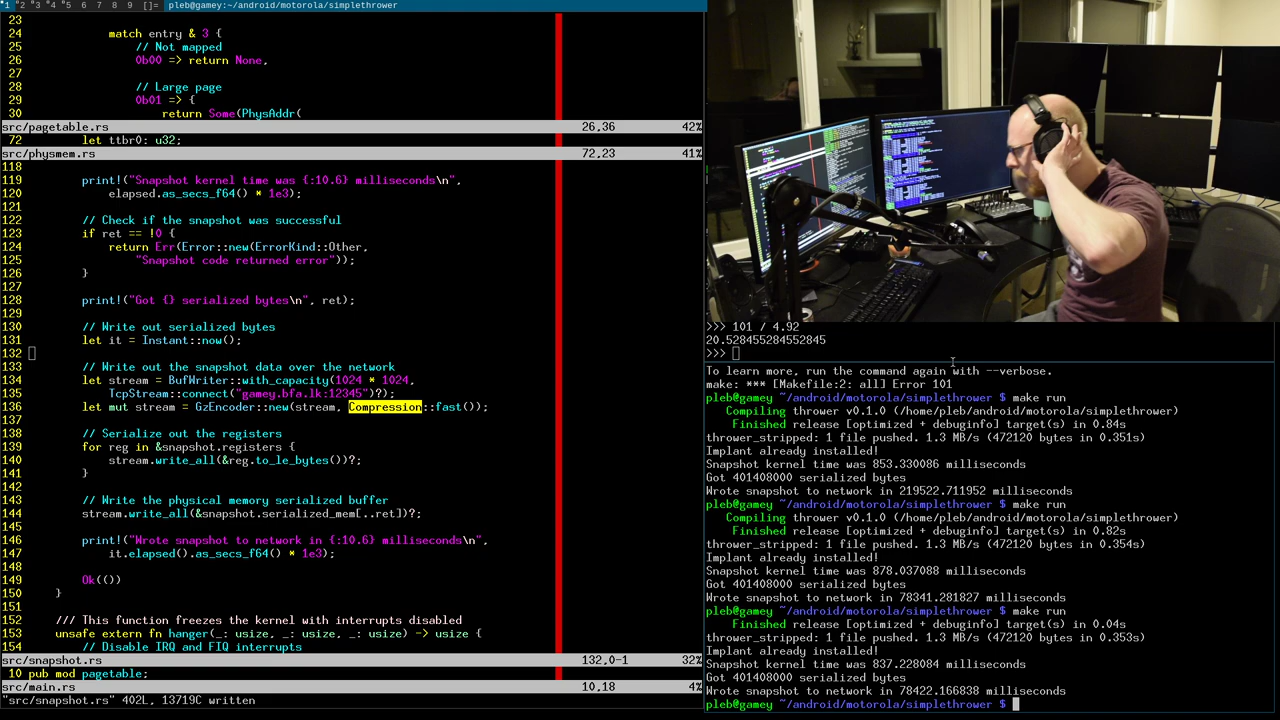 1 2 3 4 5 6 7 8 9 []= pleb@gamey:~/android/motorola/simplethrower
23
24 match entry & 3 {
25 // Not mapped
26 0b00 => return None,
27
28 // Large page
29 0b01 => {
30 return Some(PhysAddr(
src/pagetable.rs 26,36 42%
72 let ttbr0: u32;
src/physmem.rs 72,23 41%
118
119 print!("Snapshot kernel time was {:10.6} milliseconds\n",
120 elapsed.as_secs_f64() * 1e3);
121
122 // Check if the snapshot was successful
123 if ret == !0 {
124 return Err(Error::new(ErrorKind::Other,
125 "Snapshot code returned error"));
126 }
127
128 print!("Got {} serialized bytes\n", ret);
129
130 // Write out serialized bytes
131 let it = Instant::now();
132
133 // Write out the snapshot data over the network
134 let stream = BufWriter::with_capacity(1024 * 1024,
135 TcpStream::connect("gamey.bfa.lk:12345")?);
136 let mut stream = GzEncoder::new(stream, Compression::fast());
137
138 // Serialize out the registers
139 for reg in &snapshot.registers {
140 stream.write_all(&reg.to_le_bytes())?;
141 }
142
143 // Write the physical memory serialized buffer
144 stream.write_all(&snapshot.serialized_mem[..ret])?;
145
146 print!("Wrote snapshot to network in {:10.6} milliseconds\n",
147 it.elapsed().as_secs_f64() * 1e3);
148
149 Ok(())
150 }
151
152 /// This function freezes the kernel with interrupts disabled
153 unsafe extern fn hanger(_: usize, _: usize, _: usize) -> usize {
154 // Disable IRQ and FIQ interrupts
src/snapshot.rs 132,0-1 32%
10 pub mod pagetable;
src/main.rs 10,18 4%
"src/snapshot.rs" 402L, 13719C written
>>> 101 / 4.92
20.528455284552845
>>>
To learn more, run the command again with --verbose.
make: *** [Makefile:2: all] Error 101
pleb@gamey ~/android/motorola/simplethrower $ make run
Compiling thrower v0.1.0 (/home/pleb/android/motorola/simplethrower)
Finished release [optimized + debuginfo] target(s) in 0.84s
thrower_stripped: 1 file pushed. 1.3 MB/s (472120 bytes in 0.351s)
Implant already installed!
Snapshot kernel time was 853.330086 milliseconds
Got 401408000 serialized bytes
Wrote snapshot to network in 219522.711952 milliseconds
pleb@gamey ~/android/motorola/simplethrower $ make run
Compiling thrower v0.1.0 (/home/pleb/android/motorola/simplethrower)
Finished release [optimized + debuginfo] target(s) in 0.82s
thrower_stripped: 1 file pushed. 1.3 MB/s (472120 bytes in 0.354s)
Implant already installed!
Snapshot kernel time was 878.037088 milliseconds
Got 401408000 serialized bytes
Wrote snapshot to network in 78341.281827 milliseconds
pleb@gamey ~/android/motorola/simplethrower $ make run
Finished release [optimized + debuginfo] target(s) in 0.04s
thrower_stripped: 1 file pushed. 1.3 MB/s (472120 bytes in 0.353s)
Implant already installed!
Snapshot kernel time was 837.228084 milliseconds
Got 401408000 serialized bytes
Wrote snapshot to network in 78422.166838 milliseconds
pleb@gamey ~/android/motorola/simplethrower $